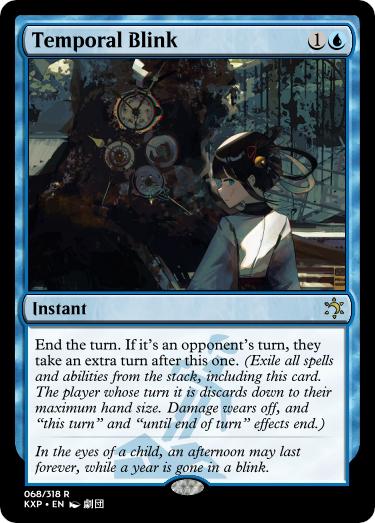 Temporal Blink
1
Instant
End the turn. If it's an opponent's turn, they
take an extra turn after this one. (Exile all spells
and abilities from the stack, including this card.
The player whose turn it is discards down to their
maximum hand size. Damage wears off, and
"this turn" and "until end of turn" effects end.)
In the eyes of a child, an afternoon may last
forever, while a year is gone in a blink.
068/318 R
KXP • EN 劇団